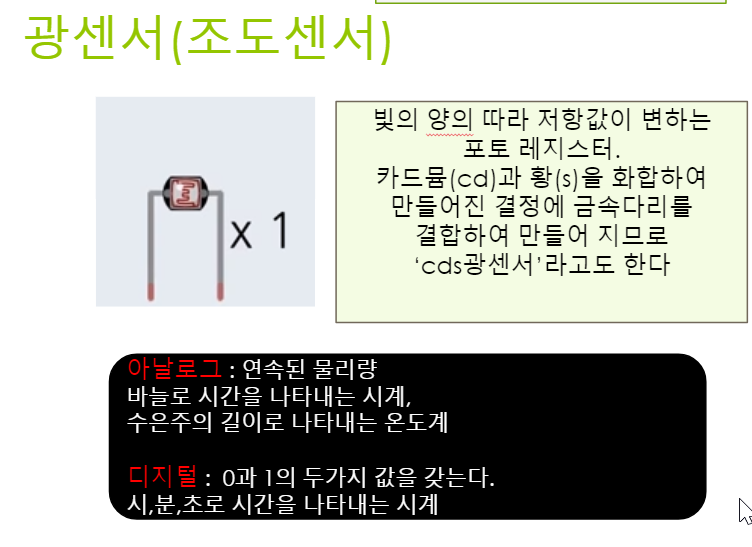 광센서(조도센서)
x 1
빛의 양의 따라 저항값이 변하는
포토 레지스터.
카드뮴(cd)과 황(s)을 화합하여
만들어진 결정에 금속다리를
결합하여 만들어 지므로
‘cds광센서’라고도 한다
아날로그 : 연속된 물리량
바늘로 시간을 나타내는 시계,
수은주의 길이로 나타내는 온도계
디지털 : 0과 1의 두가지 값을 갖는다.
시,분,초로 시간을 나타내는 시계